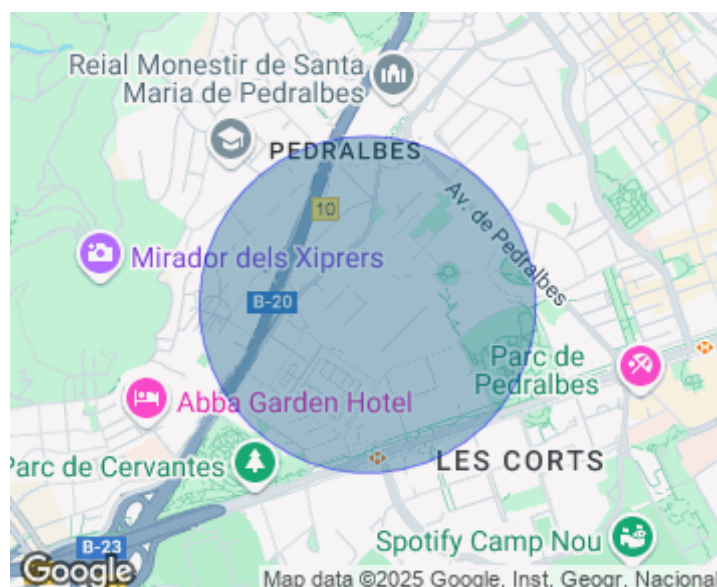 Reial Monestir de Santa
Maria de Pedralbes
PEDRALBES
Av. de Pedralbes
10
Mirador dels Xiprers
B-20
Parc de
Pedralbes
Abba Garden Hotel
LES CORTS
Parc de Cervantes
Spotify Camp Nou
B-23
Google
Map data ©2025 Google, Inst. Geogr. Nacional